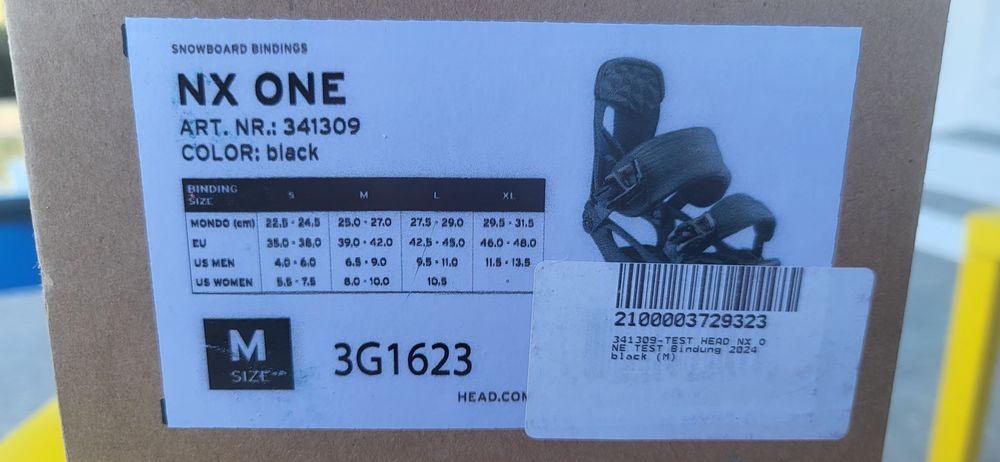 SNOWBOARD BINDINGS
NX ONE
ART. NR.: 341309
COLOR: black
BINDING SIZE S M L XL
MONDO (cm) 22.5 - 24.5 25.0 - 27.0 27.5 - 29.0 29.5 - 31.5
EU 35.0 - 38.0 39.0 - 42.0 42.5 - 45.0 46.0 - 48.0
US MEN 4.0 - 6.0 6.5 - 9.0 9.5 - 11.0 11.5 - 13.5
US WOMEN 5.5 - 7.5 8.0 - 10.0 10.5 -
M
SIZE
3G1623
HEAD.COM
2100003729323
341309-TEST HEAD NX O
NE TEST Bindung 2024
black (M)